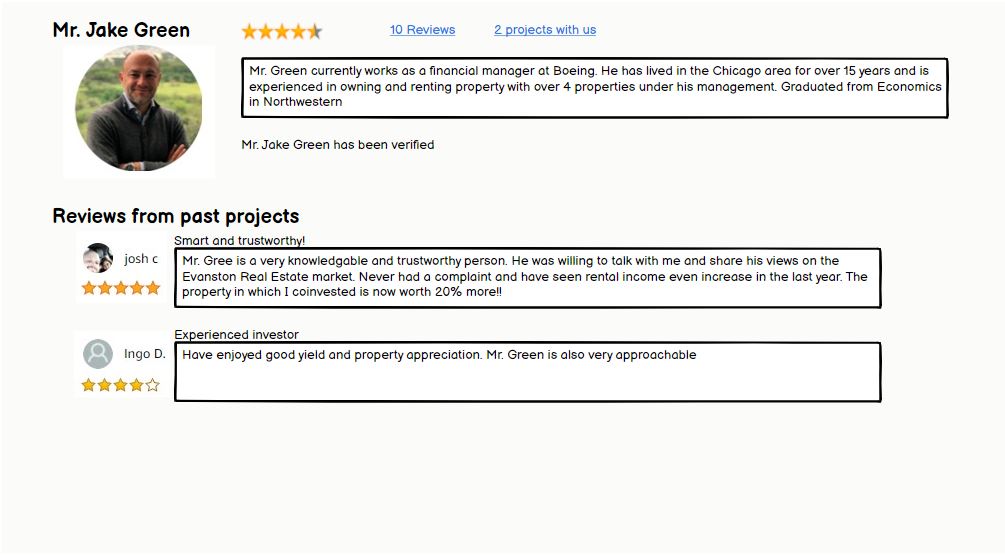 Mr. Jake Green
10 Reviews
2 projects with us
Mr. Green currently works as a financial manager at Boeing. He has lived in the Chicago area for over 15 years and is
experienced in owning and renting property with over 4 properties under his management. Graduated from Economics
in Northwestern
Mr. Jake Green has been verified
Reviews from past projects
Smart and trustworthy!
josh c
Mr. Gree is a very knowledgable and trustworthy person. He was willing to talk with me and share his views on the
Evanston Real Estate market. Never had a complaint and have seen rental income even increase in the last year. The
property in which I coinvested is now worth 20% more!!
Experienced investor
Ingo D.
Have enjoyed good yield and property appreciation. Mr. Green is also very approachable